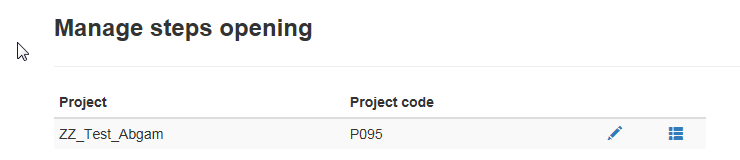 Manage steps opening
Project Project code
ZZ_Test_Abgam P095